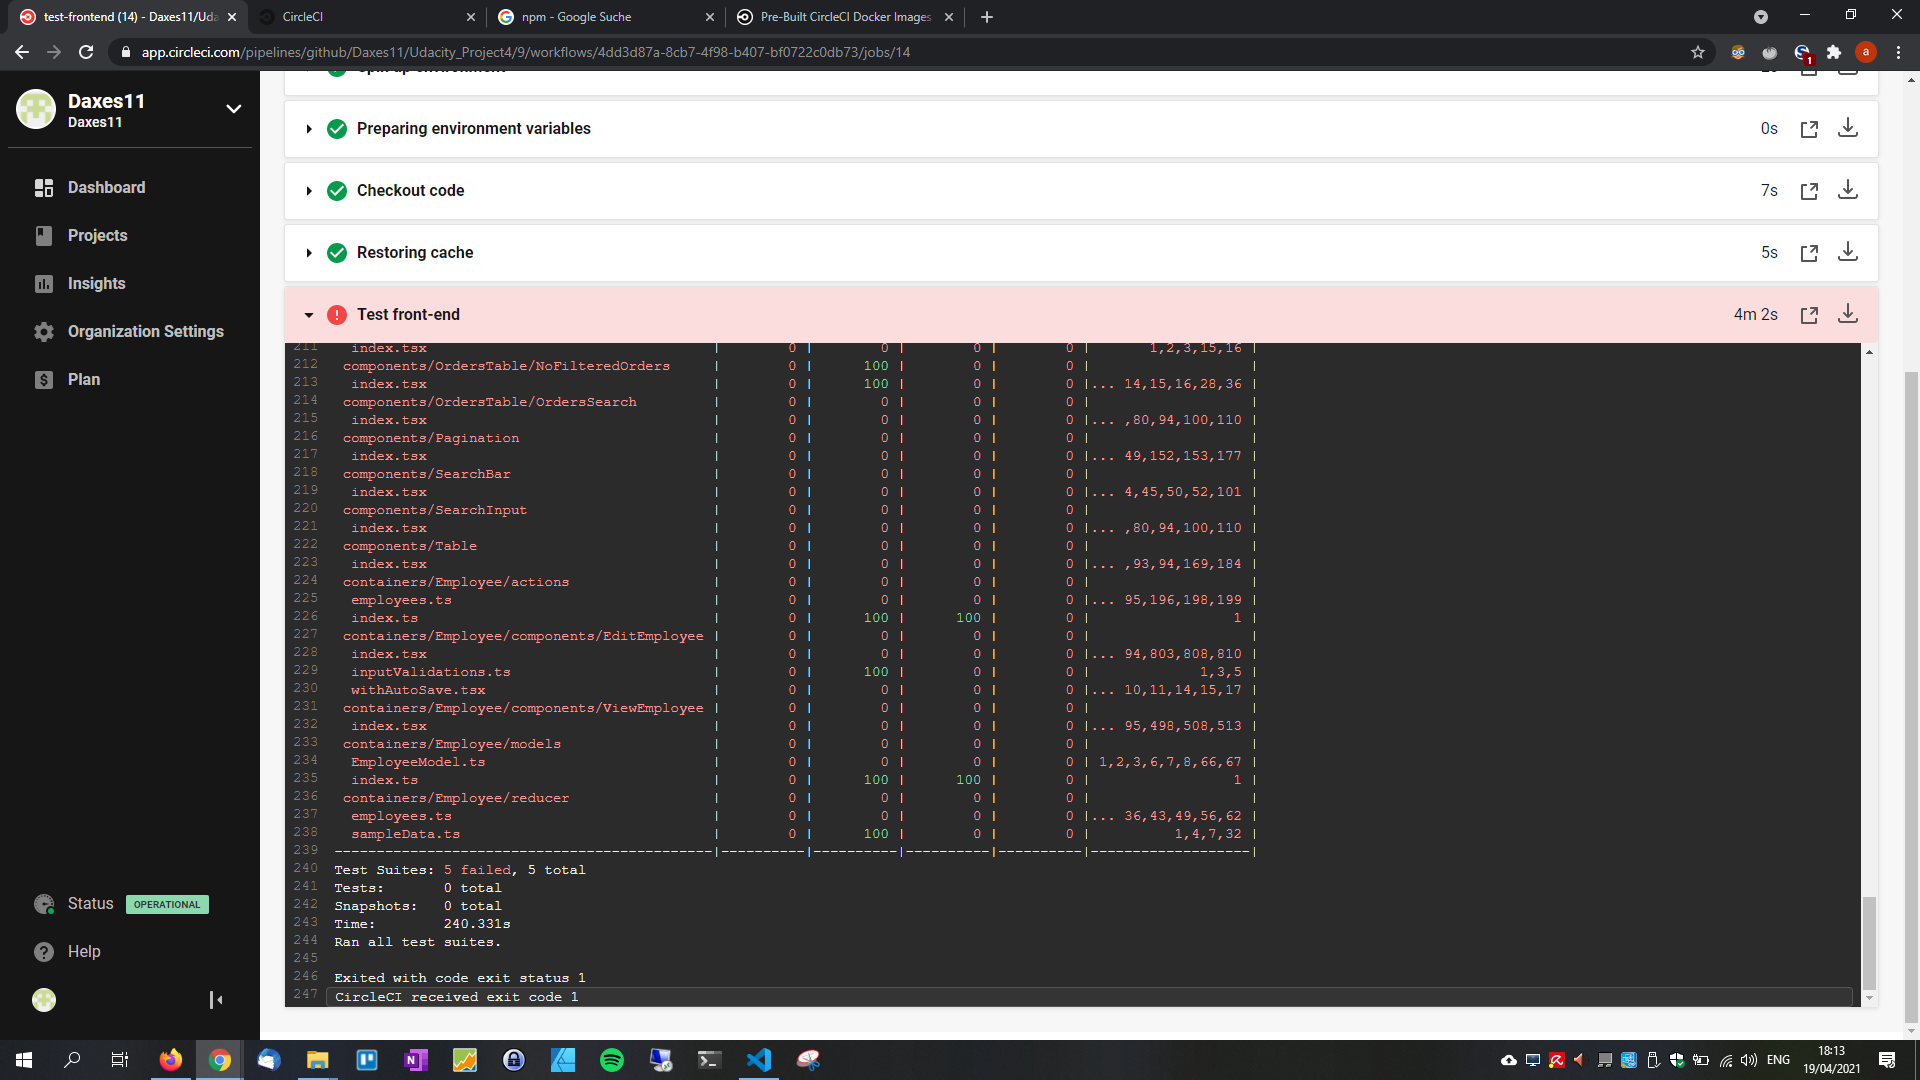 test-frontend (14) - Daxes11/Uda
CircleCI
npm - Google Suche
Pre-Built CircleCI Docker Images
app.circleci.com/pipelines/github/Daxes11/Udacity_Project4/9/workflows/4dd3d87a-8cb7-4f98-b407-bf0722c0db73/jobs/14
1
a
Daxes11
Daxes11
Dashboard
Projects
Insights
Organization Settings
Plan
Status OPERATIONAL
Help
Spin up environment
Preparing environment variables 0s
Checkout code 7s
Restoring cache 5s
Test front-end 4m 2s
211 index.tsx | 0 | 0 | 0 | 0 | 1,2,3,15,16 |
212 components/OrdersTable/NoFilteredOrders | 0 | 100 | 0 | 0 | |
213 index.tsx | 0 | 100 | 0 | 0 |... 14,15,16,28,36 |
214 components/OrdersTable/OrdersSearch | 0 | 0 | 0 | 0 | |
215 index.tsx | 0 | 0 | 0 | 0 |... ,80,94,100,110 |
216 components/Pagination | 0 | 0 | 0 | 0 | |
217 index.tsx | 0 | 0 | 0 | 0 |... 49,152,153,177 |
218 components/SearchBar | 0 | 0 | 0 | 0 | |
219 index.tsx | 0 | 0 | 0 | 0 |... 4,45,50,52,101 |
220 components/SearchInput | 0 | 0 | 0 | 0 | |
221 index.tsx | 0 | 0 | 0 | 0 |... ,80,94,100,110 |
222 components/Table | 0 | 0 | 0 | 0 | |
223 index.tsx | 0 | 0 | 0 | 0 |... ,93,94,169,184 |
224 containers/Employee/actions | 0 | 0 | 0 | 0 | |
225 employees.ts | 0 | 0 | 0 | 0 |... 95,196,198,199 |
226 index.ts | 0 | 100 | 100 | 0 | 1 |
227 containers/Employee/components/EditEmployee | 0 | 0 | 0 | 0 | |
228 index.tsx | 0 | 0 | 0 | 0 |... 94,803,808,810 |
229 inputValidations.ts | 0 | 100 | 0 | 0 | 1,3,5 |
230 withAutoSave.tsx | 0 | 0 | 0 | 0 |... 10,11,14,15,17 |
231 containers/Employee/components/ViewEmployee | 0 | 0 | 0 | 0 | |
232 index.tsx | 0 | 0 | 0 | 0 |... 95,498,508,513 |
233 containers/Employee/models | 0 | 0 | 0 | 0 | |
234 EmployeeModel.ts | 0 | 0 | 0 | 0 | 1,2,3,6,7,8,66,67 |
235 index.ts | 0 | 100 | 100 | 0 | 1 |
236 containers/Employee/reducer | 0 | 0 | 0 | 0 | |
237 employees.ts | 0 | 0 | 0 | 0 |... 36,43,49,56,62 |
238 sampleData.ts | 0 | 100 | 0 | 0 | 1,4,7,32 |
239 ---------------------------------------------|----------|----------|----------|----------|-------------------|
240 Test Suites: 5 failed, 5 total
241 Tests: 0 total
242 Snapshots: 0 total
243 Time: 240.331s
244 Ran all test suites.
245
246 Exited with code exit status 1
247 CircleCI received exit code 1
ENG
18:13
19/04/2021